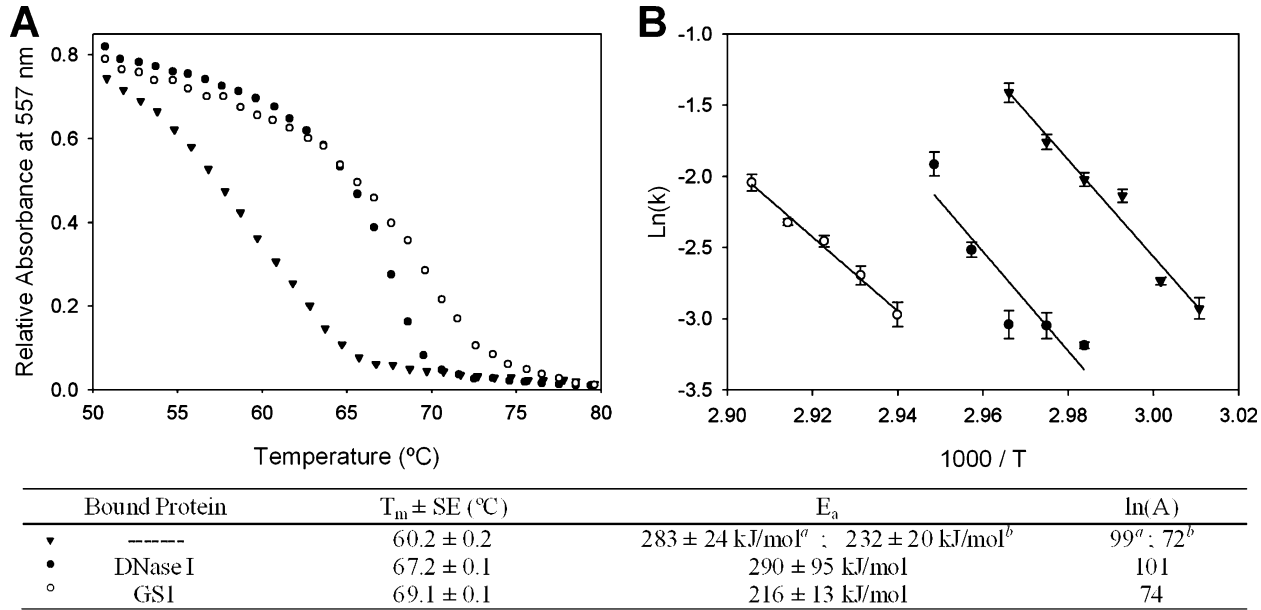 A
B
Relative Absorbance at 557 nm
0.8
0.6
0.4
0.2
0.0
50 55 60 65 70 75 80
Temperature (ºC)
Ln(k)
-1.0
-1.5
-2.0
-2.5
-3.0
-3.5
2.90 2.92 2.94 2.96 2.98 3.00 3.02
1000 / T
Bound Protein Tm ± SE (ºC) Ea ln(A)
------- 60.2 ± 0.2 283 ± 24 kJ/mol^a ; 232 ± 20 kJ/mol^b 99^a ; 72^b
DNase I 67.2 ± 0.1 290 ± 95 kJ/mol 101
GS1 69.1 ± 0.1 216 ± 13 kJ/mol 74